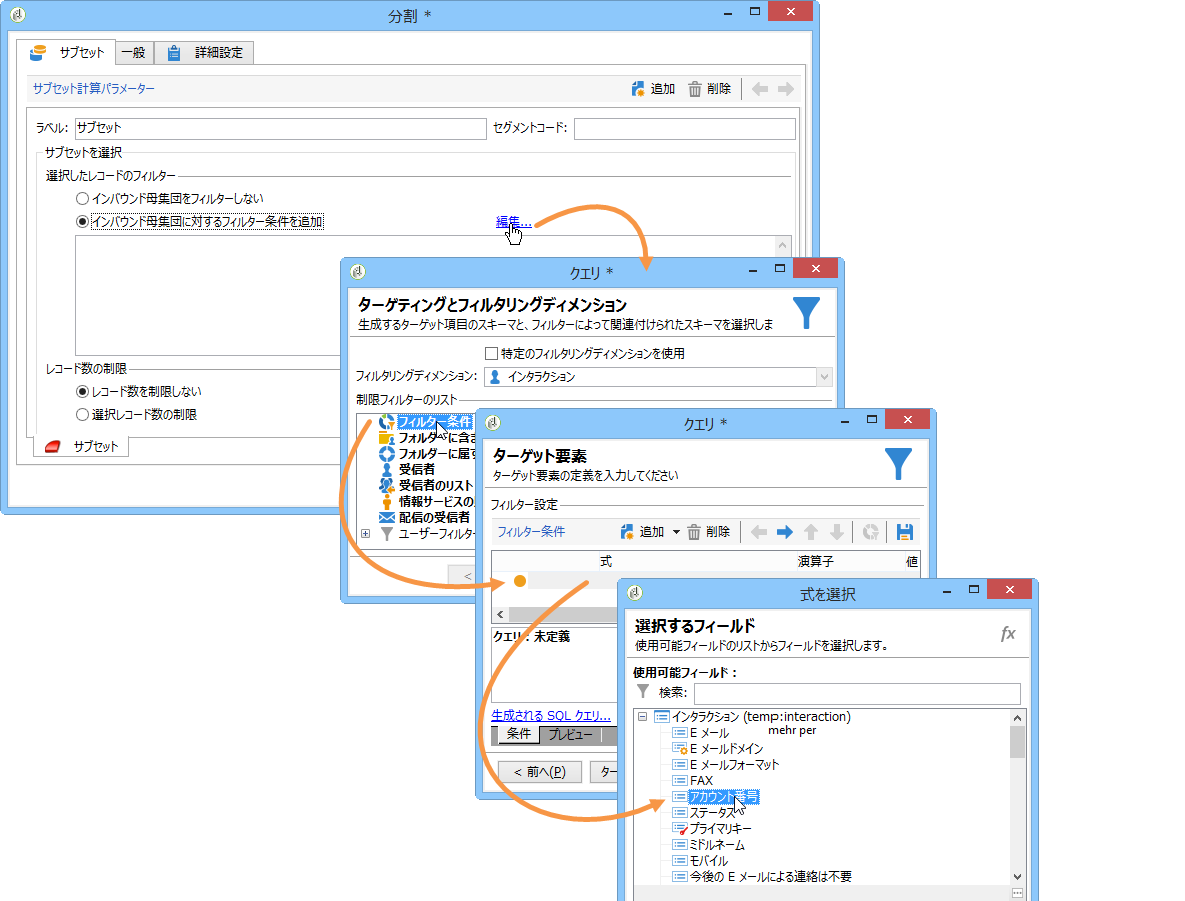 分割 *
サブセット 一般 詳細設定
サブセット計算パラメーター 追加 削除
ラベル: サブセット セグメントコード:
サブセットを選択
選択したレコードのフィルター
インバウンド母集団をフィルターしない
インバウンド母集団に対するフィルター条件を追加 編集...
レコード数の制限
レコード数を制限しない
選択レコード数の制限
サブセット
クエリ *
ターゲティングとフィルタリングディメンション
生成するターゲット項目のスキーマと、フィルターによって関連付けられたスキーマを選択しま
特定のフィルタリングディメンションを使用
フィルタリングディメンション: インタラクション
制限フィルターのリスト
フィルター条件
フォルダーに含ま
フォルダーに属す
受信者
受信者のリスト
情報サービスの
配信の受信者
ユーザーフィルター
<
クエリ *
ターゲット要素
ターゲット要素の定義を入力してください
フィルター設定
フィルター条件 追加 削除
式 演算子 値
クエリ : 未定義
生成される SQL クエリ...
条件 プレビュー
< 前へ(P) ター
式を選択
選択するフィールド
使用可能フィールドのリストからフィールドを選択します。
fx
使用可能フィールド :
検索:
インタラクション (temp:interaction)
E メール mehr per
E メールドメイン
E メールフォーマット
FAX
アカウント番号
ステータス
プライマリキー
ミドルネーム
モバイル
今後の E メールによる連絡は不要